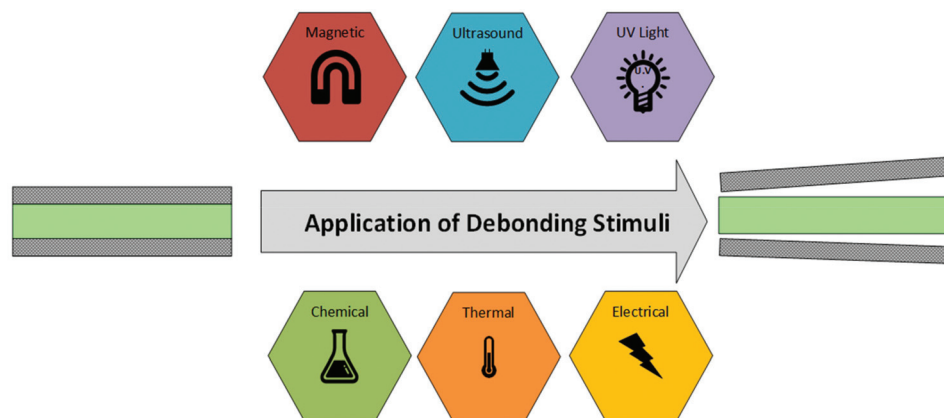 Magnetic
Ultrasound
UV Light
U.V
Application of Debonding Stimuli
Chemical
Thermal
Electrical